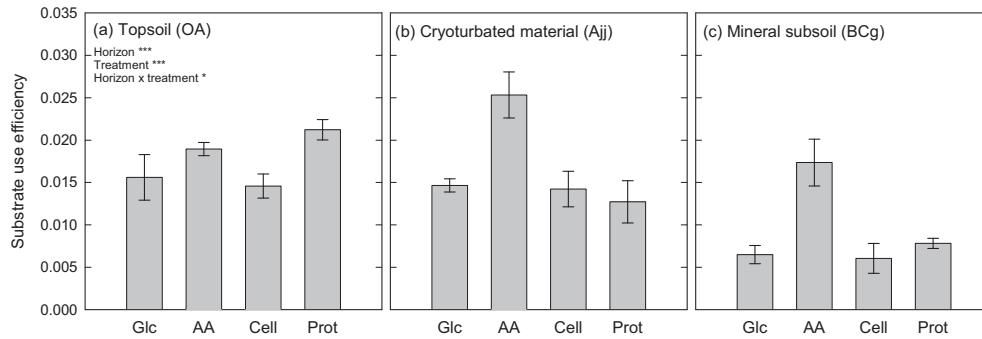 0.035
0.030
0.025
0.020
0.015
0.010
0.005
0.000
Substrate use efficiency
(a) Topsoil (OA)
Horizon ***
Treatment ***
Horizon x treatment *
Glc AA Cell Prot
(b) Cryoturbated material (Ajj)
Glc AA Cell Prot
(c) Mineral subsoil (BCg)
Glc AA Cell Prot